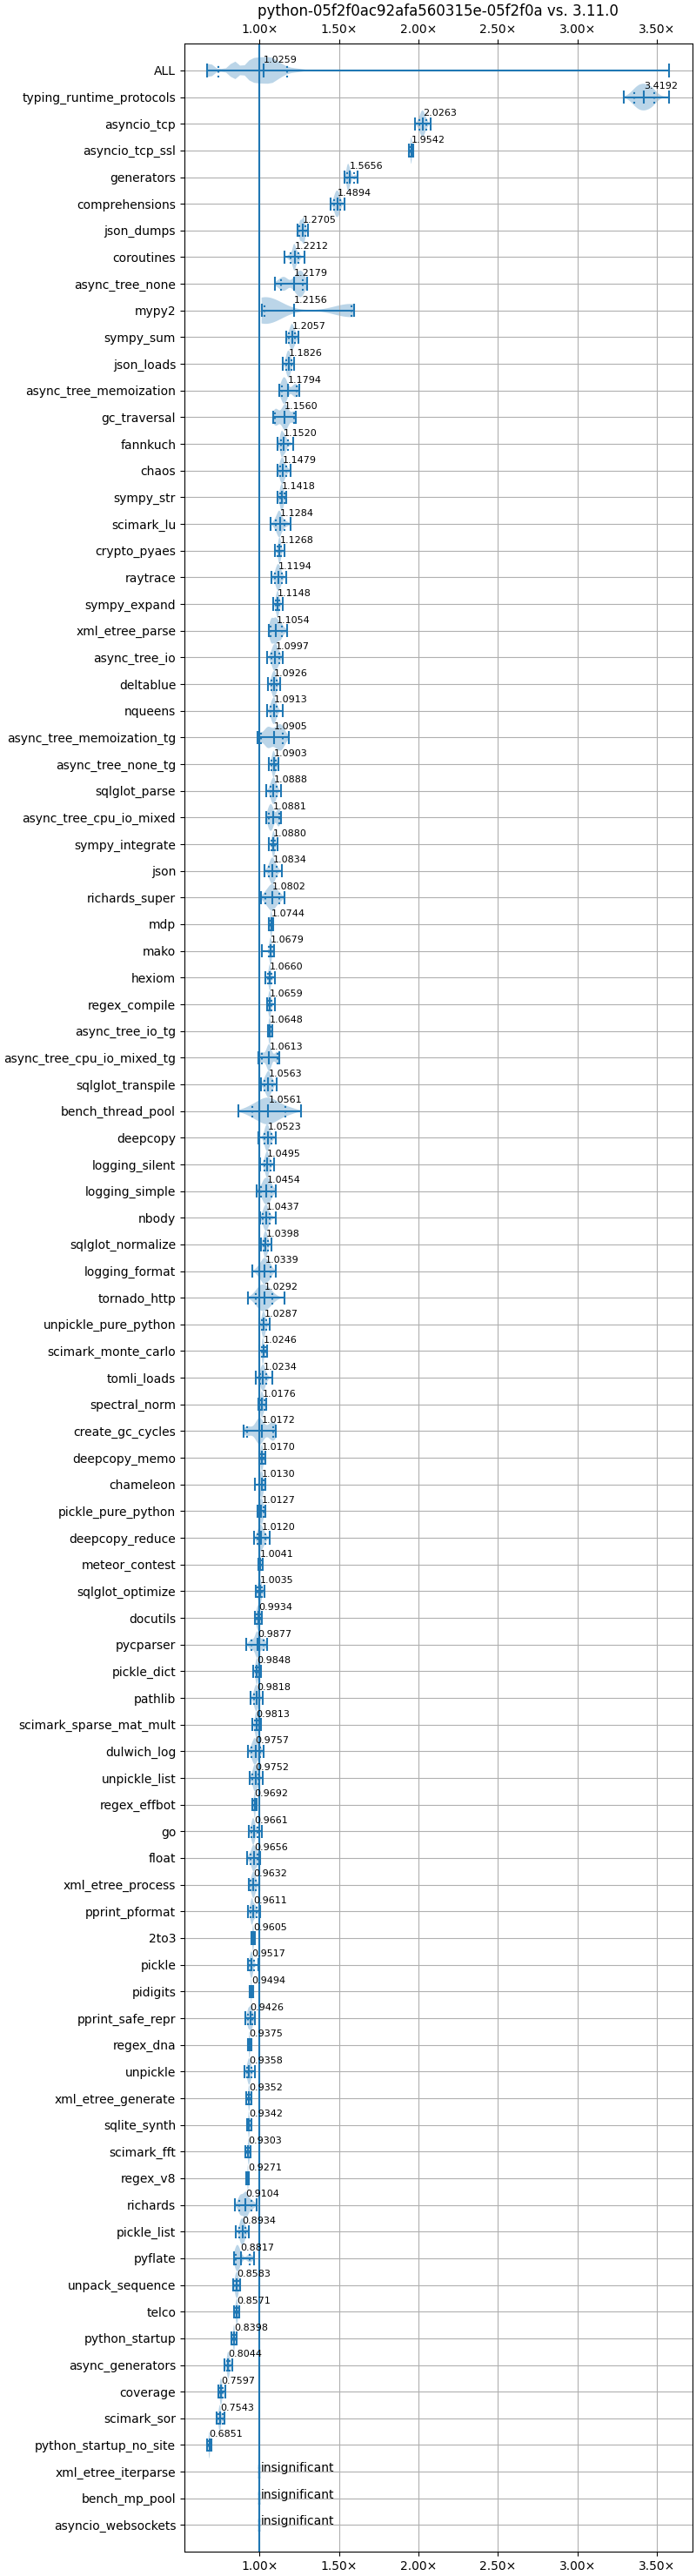 python-05f2f0ac92afa560315e-05f2f0a vs. 3.11.0
1.00× 1.50× 2.00× 2.50× 3.00× 3.50×
ALL 1.0259
typing_runtime_protocols 3.4192
asyncio_tcp 2.0263
asyncio_tcp_ssl 1.9542
generators 1.5656
comprehensions 1.4894
json_dumps 1.2705
coroutines 1.2212
async_tree_none 1.2179
mypy2 1.2156
sympy_sum 1.2057
json_loads 1.1826
async_tree_memoization 1.1794
gc_traversal 1.1560
fannkuch 1.1520
chaos 1.1479
sympy_str 1.1418
scimark_lu 1.1284
crypto_pyaes 1.1268
raytrace 1.1194
sympy_expand 1.1148
xml_etree_parse 1.1054
async_tree_io 1.0997
deltablue 1.0926
nqueens 1.0913
async_tree_memoization_tg 1.0905
async_tree_none_tg 1.0903
sqlglot_parse 1.0888
async_tree_cpu_io_mixed 1.0881
sympy_integrate 1.0880
json 1.0834
richards_super 1.0802
mdp 1.0744
mako 1.0679
hexiom 1.0660
regex_compile 1.0659
async_tree_io_tg 1.0648
async_tree_cpu_io_mixed_tg 1.0613
sqlglot_transpile 1.0563
bench_thread_pool 1.0561
deepcopy 1.0523
logging_silent 1.0495
logging_simple 1.0454
nbody 1.0437
sqlglot_normalize 1.0398
logging_format 1.0339
tornado_http 1.0292
unpickle_pure_python 1.0287
scimark_monte_carlo 1.0246
tomli_loads 1.0234
spectral_norm 1.0176
create_gc_cycles 1.0172
deepcopy_memo 1.0170
chameleon 1.0130
pickle_pure_python 1.0127
deepcopy_reduce 1.0120
meteor_contest 1.0041
sqlglot_optimize 1.0035
docutils 0.9934
pycparser 0.9877
pickle_dict 0.9848
pathlib 0.9818
scimark_sparse_mat_mult 0.9813
dulwich_log 0.9757
unpickle_list 0.9752
regex_effbot 0.9692
go 0.9661
float 0.9656
xml_etree_process 0.9632
pprint_pformat 0.9611
2to3 0.9605
pickle 0.9517
pidigits 0.9494
pprint_safe_repr 0.9426
regex_dna 0.9375
unpickle 0.9358
xml_etree_generate 0.9352
sqlite_synth 0.9342
scimark_fft 0.9303
regex_v8 0.9271
richards 0.9104
pickle_list 0.8934
pyflate 0.8817
unpack_sequence 0.8583
telco 0.8571
python_startup 0.8398
async_generators 0.8044
coverage 0.7597
scimark_sor 0.7543
python_startup_no_site 0.6851
xml_etree_iterparse insignificant
bench_mp_pool insignificant
asyncio_websockets insignificant
1.00× 1.50× 2.00× 2.50× 3.00× 3.50×